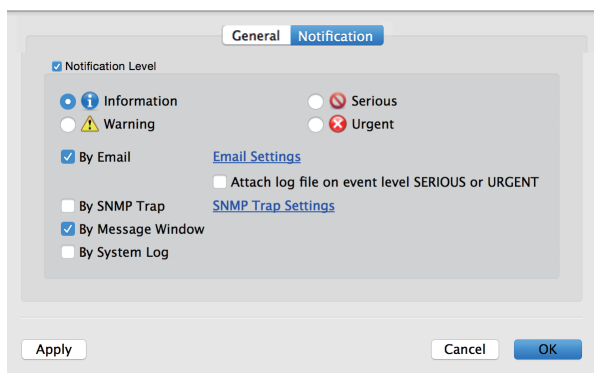 General Notification
Notification Level
Information Serious
Warning Urgent
By Email Email Settings
Attach log file on event level SERIOUS or URGENT
By SNMP Trap SNMP Trap Settings
By Message Window
By System Log
Apply Cancel OK